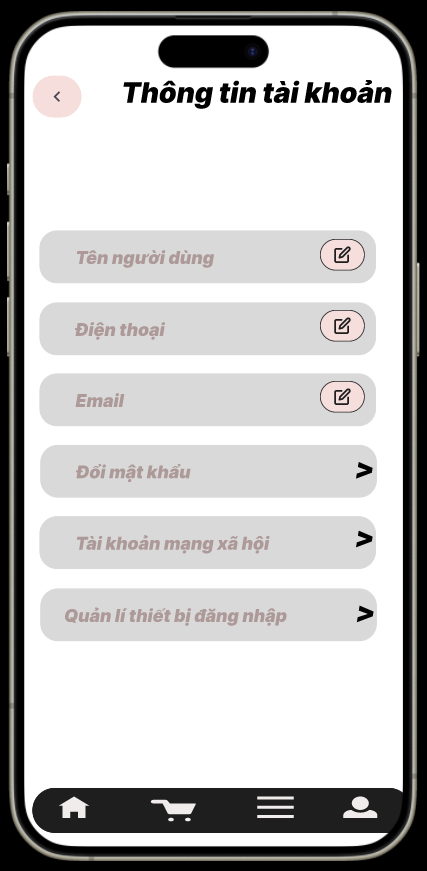 Thông tin tài khoản
Tên người dùng
Điện thoại
Email
Đổi mật khẩu
>
Tài khoản mạng xã hội
>
Quản lí thiết bị đăng nhập
>